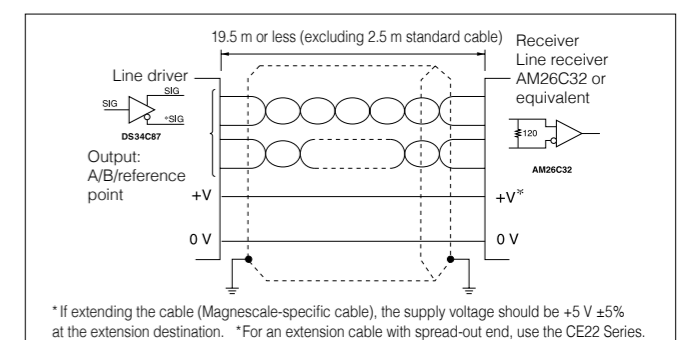 19.5 m or less (excluding 2.5 m standard cable)
Receiver
Line receiver
AM26C32 or
equivalent
Line driver
SIG
SIG
*SIG
DS34C87
120
AM26C32
Output:
A/B/reference
point
+V
+V*
0 V
0 V
*If extending the cable (Magnescale-specific cable), the supply voltage should be +5 V ±5%
at the extension destination. *For an extension cable with spread-out end, use the CE22 Series.